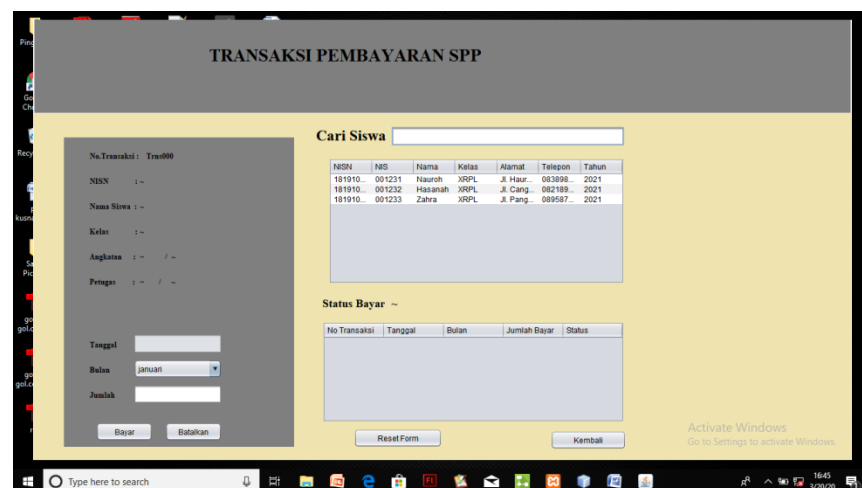 TRANSAKSI PEMBAYARAN SPP
Cari Siswa
No.Transaksi : Trns000
NISN : ~
Nama Siswa : ~
Kelas : ~
Angkatan : ~ / ~
Petugas : ~ / ~
Tanggal
Bulan januari
Jumlah
Bayar Batalkan
NISN NIS Nama Kelas Alamat Telepon Tahun
181910... 001231 Nauroh XRPL Jl. Haur... 083898... 2021
181910... 001232 Hasanah XRPL Jl. Cang... 082189... 2021
181910... 001233 Zahra XRPL Jl. Pang... 089587... 2021
Status Bayar ~
No Transaksi Tanggal Bulan Jumlah Bayar Status
Reset Form Kembali
Activate Windows
Go to Settings to activate Windows.
Type here to search
16:45
3/20/20